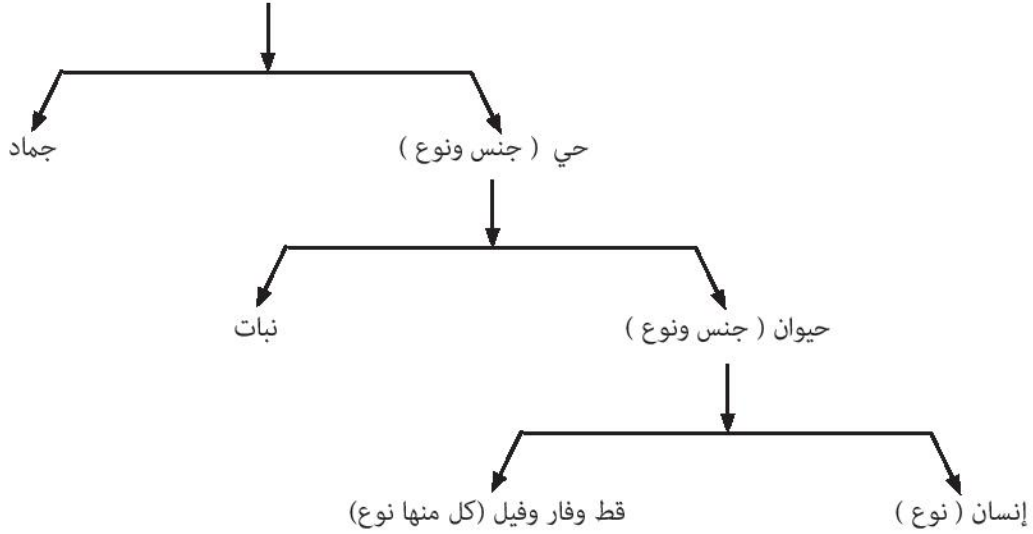 حي ( جنس ونوع )
جماد
حيوان ( جنس ونوع )
نبات
إنسان ( نوع )
قط وفار وفيل (كل منها نوع)